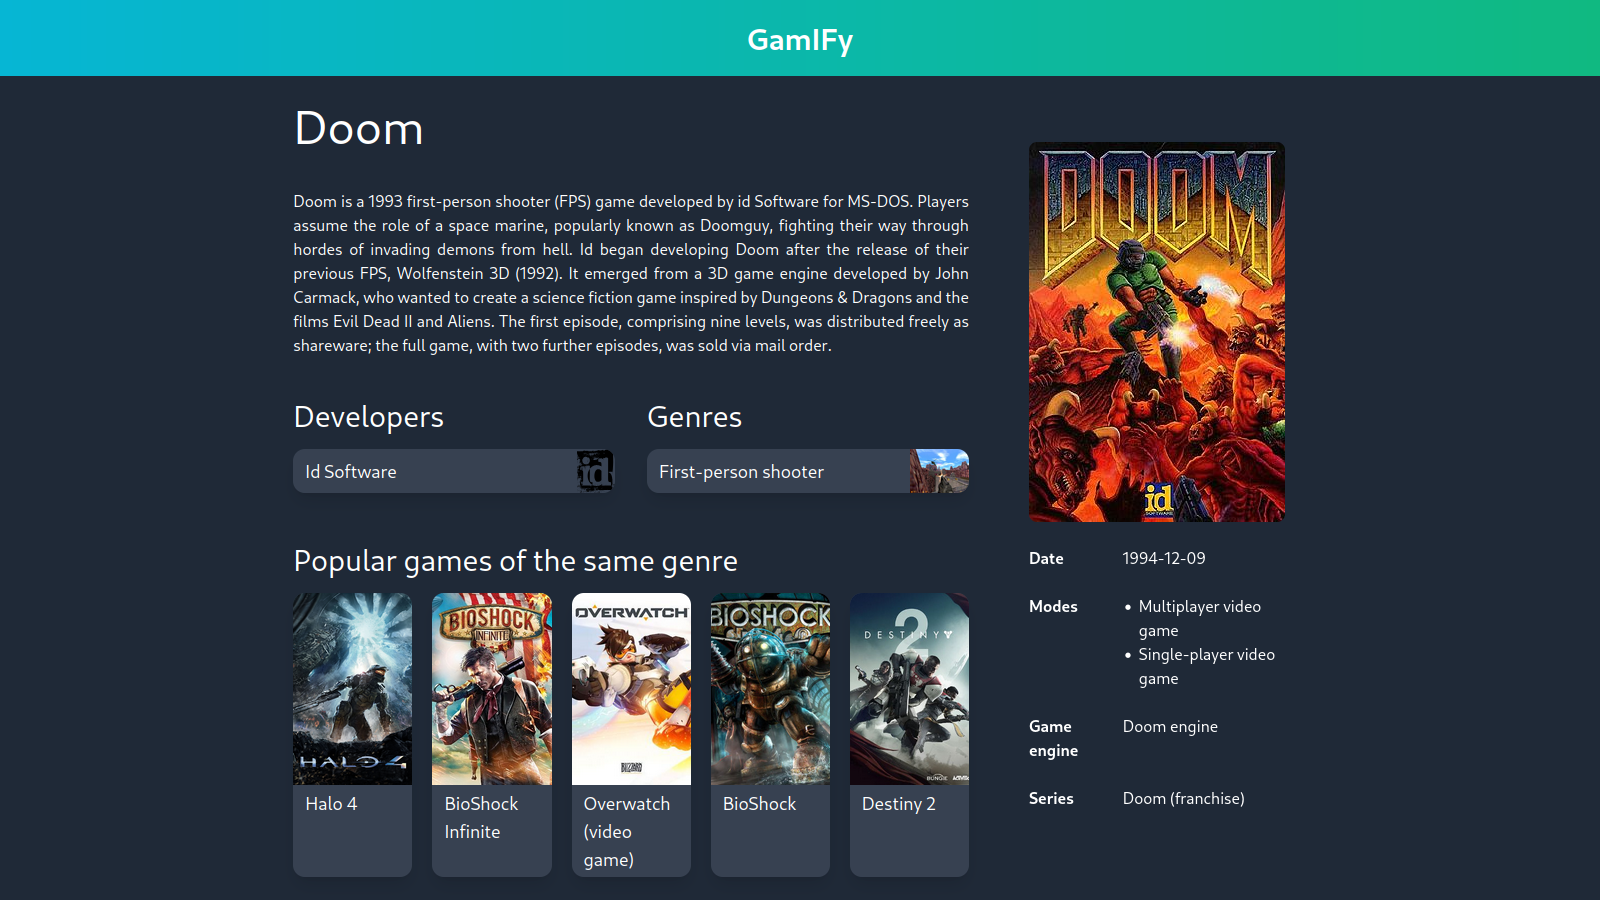 GamIFy
Doom
Doom is a 1993 first-person shooter (FPS) game developed by id Software for MS-DOS. Players
assume the role of a space marine, popularly known as Doomguy, fighting their way through
hordes of invading demons from hell. Id began developing Doom after the release of their
previous FPS, Wolfenstein 3D (1992). It emerged from a 3D game engine developed by John
Carmack, who wanted to create a science fiction game inspired by Dungeons & Dragons and the
films Evil Dead II and Aliens. The first episode, comprising nine levels, was distributed freely as
shareware; the full game, with two further episodes, was sold via mail order.
Developers
Id Software
id
Genres
First-person shooter
Popular games of the same genre
HALO 4
Halo 4
BIOSHOCK
INFINITE
BioShock
Infinite
OVERWATCH
BLIZZARD
Overwatch
(video
game)
BIOSHOCK
BioShock
2
DESTINY
BUNGIE
Destiny 2
DOOM
id
SOFTWARE
Date
1994-12-09
Modes
• Multiplayer video
game
• Single-player video
game
Game
engine
Doom engine
Series
Doom (franchise)